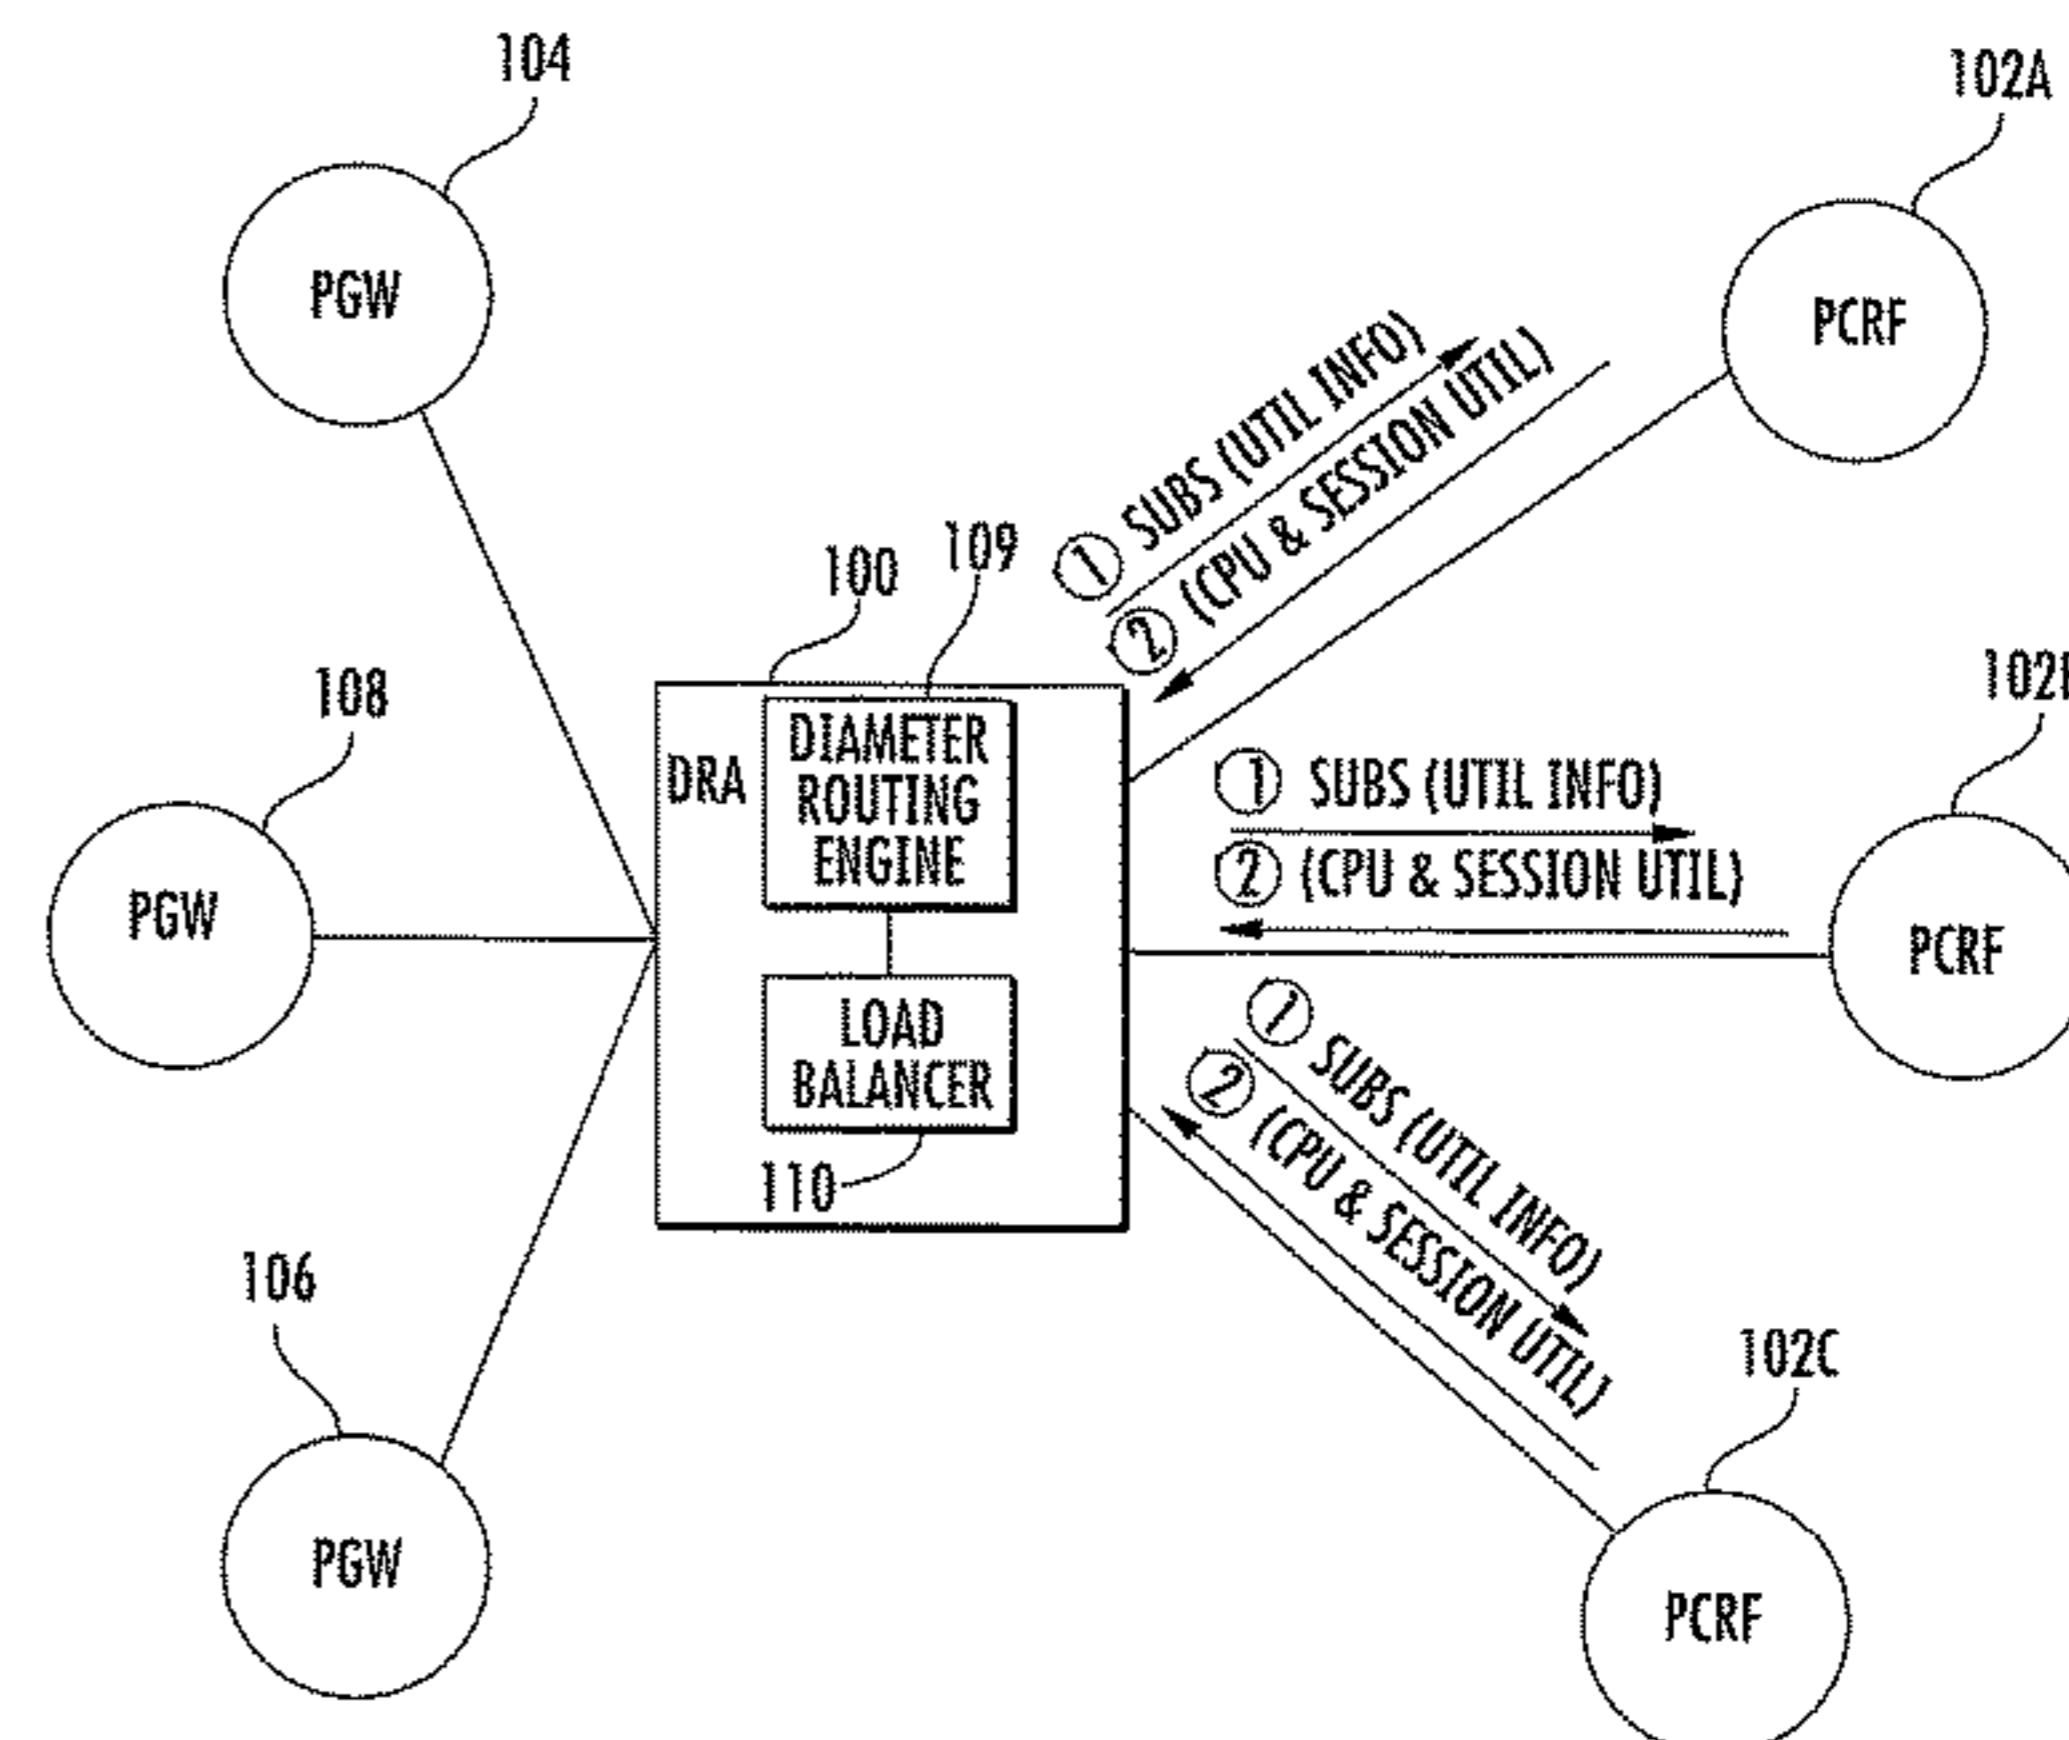 104
102A
PGW
PCRF
① SUBS (UTIL INFO)
② (CPU & SESSION UTIL)
109
100
108
DRA
DIAMETER
ROUTING
ENGINE
PGW
① SUBS (UTIL INFO)
② (CPU & SESSION UTIL)
PCRF
LOAD
BALANCER
110
① SUBS (UTIL INFO)
② (CPU & SESSION UTIL)
106
102C
PGW
PCRF